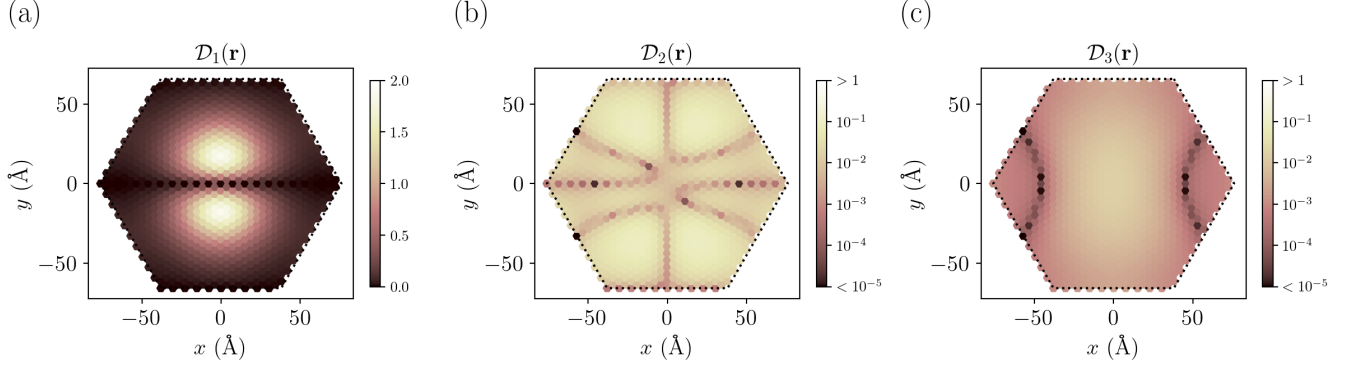 (a)
𝒟₁(𝐫)
2.0
1.5
1.0
0.5
0.0
50
0
−50
y (Å)
−50 0 50
x (Å)
(b)
𝒟₂(𝐫)
> 1
10⁻¹
10⁻²
10⁻³
10⁻⁴
< 10⁻⁵
50
0
−50
y (Å)
−50 0 50
x (Å)
(c)
𝒟₃(𝐫)
> 1
10⁻¹
10⁻²
10⁻³
10⁻⁴
< 10⁻⁵
50
0
−50
y (Å)
−50 0 50
x (Å)